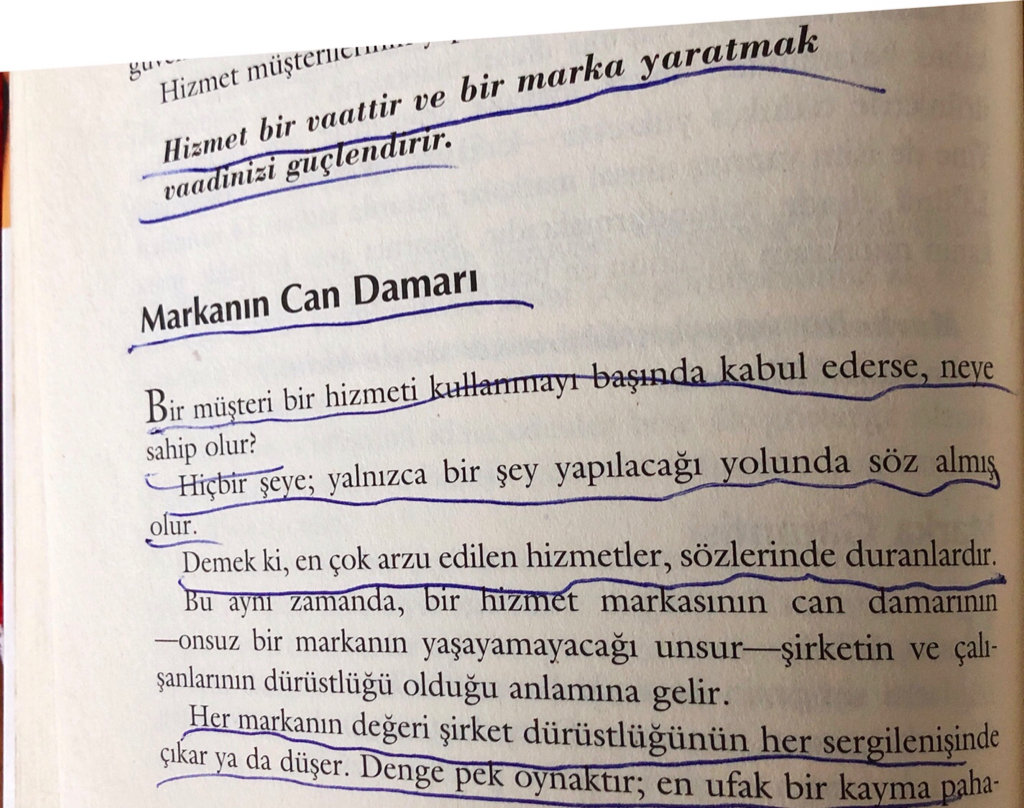 Hizmet müşterilerine
Hizmet bir vaattir ve bir marka yaratmak
vaadinizi güçlendirir.
Markanın Can Damarı
Bir müşteri bir hizmeti kullanmayı başında kabul ederse, neye
sahip olur?
Hiçbir şeye; yalnızca bir şey yapılacağı yolunda söz almış
olur.
Demek ki, en çok arzu edilen hizmetler, sözlerinde duranlardır.
Bu aynı zamanda, bir hizmet markasının can damarının
—onsuz bir markanın yaşayamayacağı unsur—şirketin ve çalı-
şanlarının dürüstlüğü olduğu anlamına gelir.
Her markanın değeri şirket dürüstlüğünün her sergilenişinde
çıkar ya da düşer. Denge pek oynaktır; en ufak bir kayma paha-